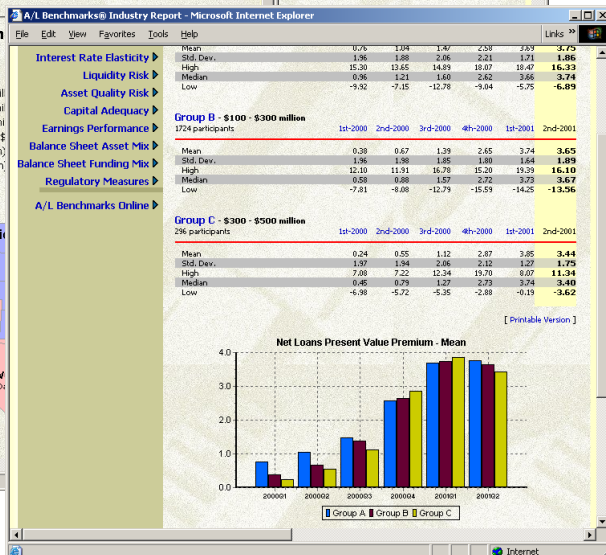 A/L Benchmarks® Industry Report - Microsoft Internet Explorer
File Edit View Favorites Tools Help Links »
Interest Rate Elasticity
Liquidity Risk
Asset Quality Risk
Capital Adequacy
Earnings Performance
Balance Sheet Asset Mix
Balance Sheet Funding Mix
Regulatory Measures
A/L Benchmarks Online
Mean 0.76 1.04 1.47 2.58 3.69 3.75
Std. Dev. 1.96 1.88 2.06 2.21 1.71 1.86
High 15.30 13.65 14.89 18.07 18.47 16.33
Median 0.96 1.21 1.60 2.62 3.66 3.74
Low -9.92 -7.15 -12.78 -9.04 -5.75 -6.89
Group B - $100 - $300 million
1724 participants 1st-2000 2nd-2000 3rd-2000 4th-2000 1st-2001 2nd-2001
Mean 0.38 0.67 1.39 2.65 3.74 3.65
Std. Dev. 1.96 1.98 1.85 1.80 1.64 1.89
High 12.10 11.91 16.78 15.20 19.39 16.10
Median 0.58 0.88 1.57 2.72 3.73 3.67
Low -7.81 -8.08 -12.79 -15.59 -14.25 -13.56
Group C - $300 - $500 million
296 participants 1st-2000 2nd-2000 3rd-2000 4th-2000 1st-2001 2nd-2001
Mean 0.24 0.55 1.12 2.87 3.85 3.44
Std. Dev. 1.97 1.94 2.06 2.12 1.27 1.75
High 7.08 7.22 12.34 19.70 8.07 11.34
Median 0.45 0.79 1.27 2.73 3.74 3.40
Low -6.98 -5.72 -5.35 -2.88 -0.19 -3.62
[ Printable Version ]
Net Loans Present Value Premium - Mean
4.0
3.0
2.0
1.0
0.0
2000Q1 2000Q2 2000Q3 2000Q4 2001Q1 2001Q2
Group A Group B Group C
Internet